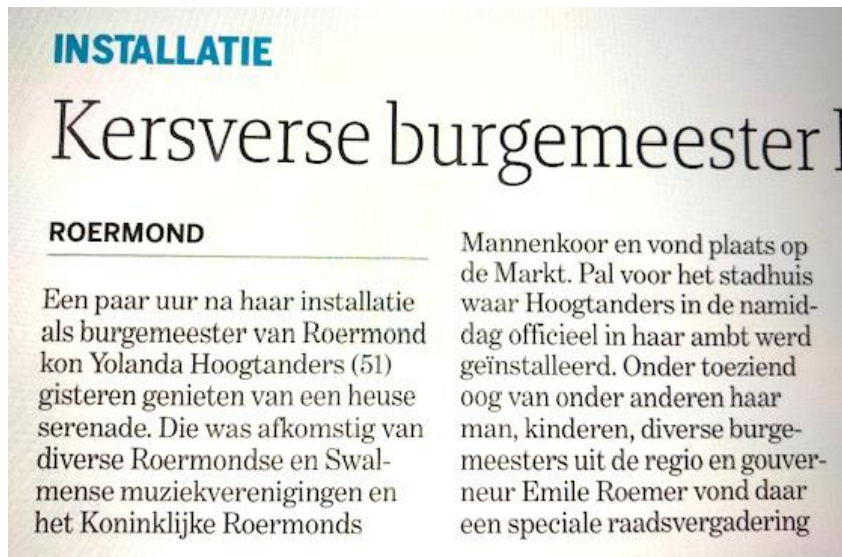 INSTALLATIE
Kersverse burgemeester
ROERMOND
Een paar uur na haar installatie
als burgemeester van Roermond
kon Yolanda Hoogtanders (51)
gisteren genieten van een heuse
serenade. Die was afkomstig van
diverse Roermondse en Swal-
mense muziekverenigingen en
het Koninklijke Roermonds
Mannenkoor en vond plaats op
de Markt. Pal voor het stadhuis
waar Hoogtanders in de namid-
dag officieel in haar ambt werd
geïnstalleerd. Onder toeziend
oog van onder anderen haar
man, kinderen, diverse burge-
meesters uit de regio en gouver-
neur Emile Roemer vond daar
een speciale raadsvergadering